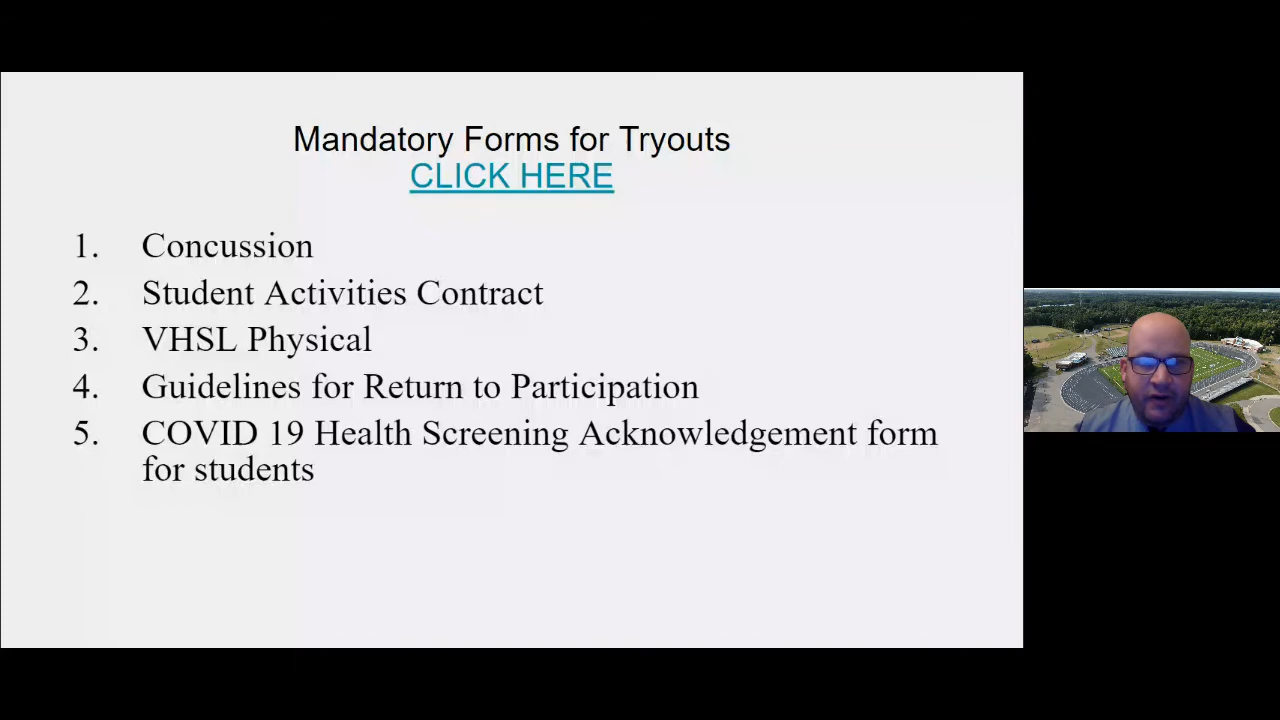 Mandatory Forms for Tryouts
CLICK HERE
1. Concussion
2. Student Activities Contract
3. VHSL Physical
4. Guidelines for Return to Participation
5. COVID 19 Health Screening Acknowledgement form
for students